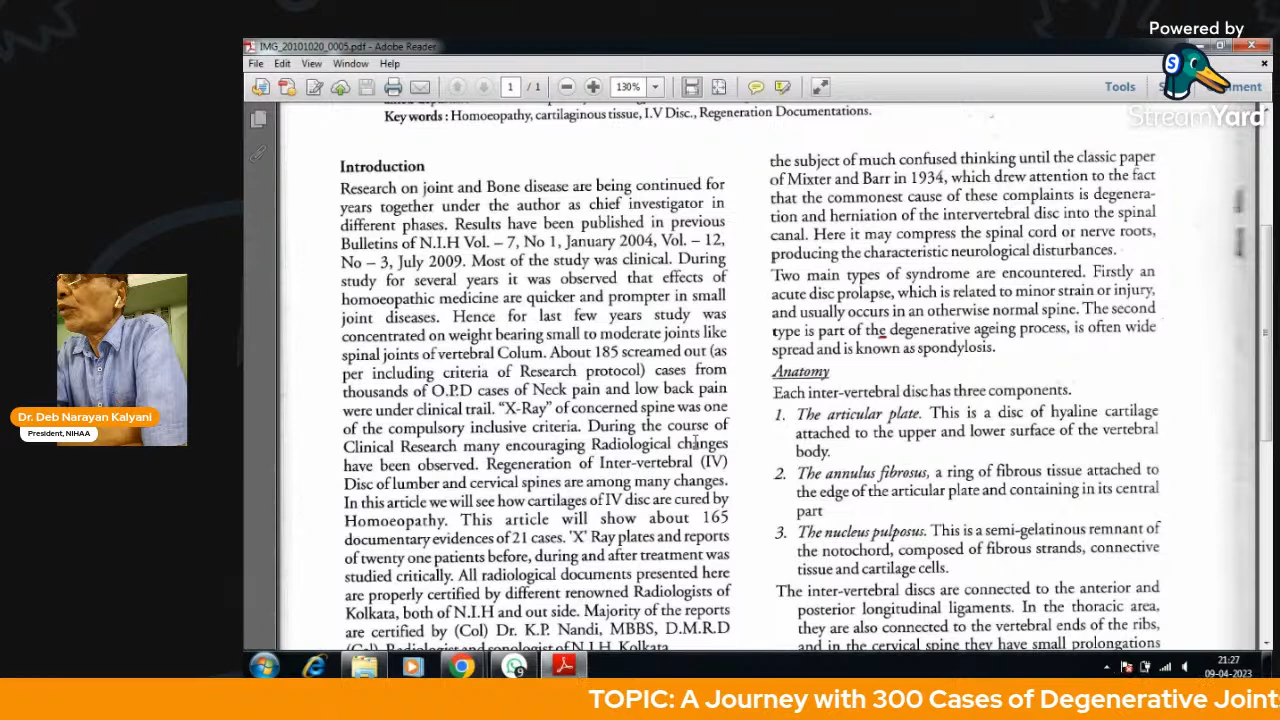 Powered by
StreamYard
IMG_20101020_0005.pdf - Adobe Reader
File Edit View Window Help
1 / 1 130% Tools
Key words : Homoeopathy, cartilaginous tissue, I.V Disc., Regeneration Documentations.
Introduction
Research on joint and Bone disease are being continued for
years together under the author as chief investigator in
different phases. Results have been published in previous
Bulletins of N.I.H Vol. – 7, No 1, January 2004, Vol. – 12,
No – 3, July 2009. Most of the study was clinical. During
study for several years it was observed that effects of
homoeopathic medicine are quicker and prompter in small
joint diseases. Hence for last few years study was
concentrated on weight bearing small to moderate joints like
spinal joints of vertebral Colum. About 185 screamed out (as
per including criteria of Research protocol) cases from
thousands of O.P.D cases of Neck pain and low back pain
were under clinical trail. “X-Ray” of concerned spine was one
of the compulsory inclusive criteria. During the course of
Clinical Research many encouraging Radiological changes
have been observed. Regeneration of Inter-vertebral (IV)
Disc of lumber and cervical spines are among many changes.
In this article we will see how cartilages of IV disc are cured by
Homoeopathy. This article will show about 165
documentary evidences of 21 cases. 'X' Ray plates and reports
of twenty one patients before, during and after treatment was
studied critically. All radiological documents presented here
are properly certified by different renowned Radiologists of
Kolkata, both of N.I.H and out side. Majority of the reports
are certified by (Col) Dr. K.P. Nandi, MBBS, D.M.R.D
(Cal), Radiologist and sonologist of N.I.H, Kolkata
the subject of much confused thinking until the classic paper
of Mixter and Barr in 1934, which drew attention to the fact
that the commonest cause of these complaints is degenera-
tion and herniation of the intervertebral disc into the spinal
canal. Here it may compress the spinal cord or nerve roots,
producing the characteristic neurological disturbances.
Two main types of syndrome are encountered. Firstly an
acute disc prolapse, which is related to minor strain or injury,
and usually occurs in an otherwise normal spine. The second
type is part of the degenerative ageing process, is often wide
spread and is known as spondylosis.
Anatomy
Each inter-vertebral disc has three components.
1. The articular plate. This is a disc of hyaline cartilage
attached to the upper and lower surface of the vertebral
body.
2. The annulus fibrosus, a ring of fibrous tissue attached to
the edge of the articular plate and containing in its central
part
3. The nucleus pulposus. This is a semi-gelatinous remnant of
the notochord, composed of fibrous strands, connective
tissue and cartilage cells.
The inter-vertebral discs are connected to the anterior and
posterior longitudinal ligaments. In the thoracic area,
they are also connected to the vertebral ends of the ribs,
and in the cervical spine they have small prolongations
Dr. Deb Narayan Kalyani
President, NIHAA
21:27
09-04-2023
TOPIC: A Journey with 300 Cases of Degenerative Joint